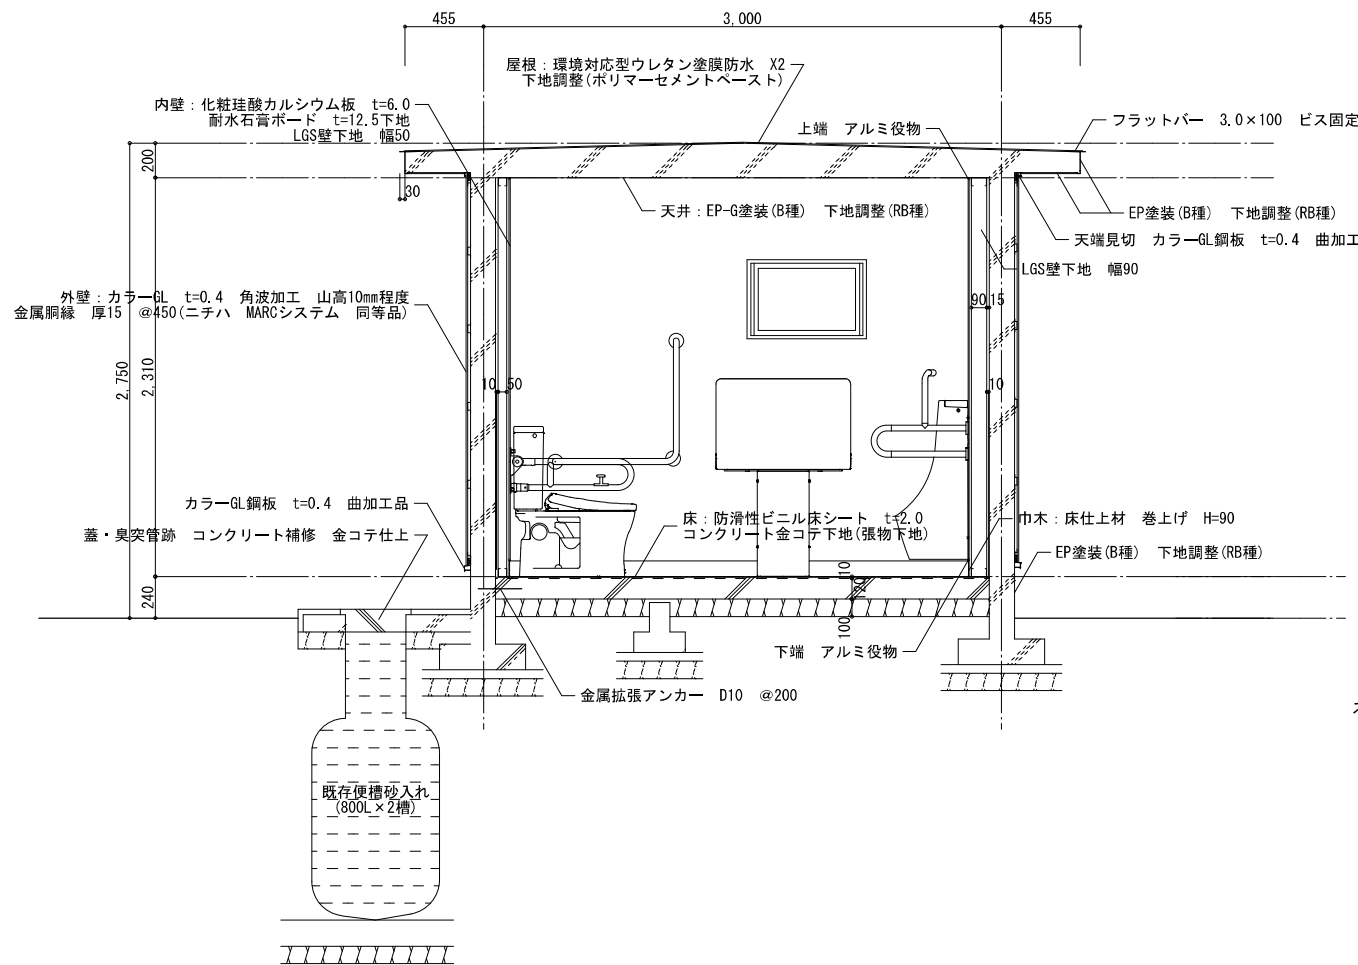 455
3,000
455
屋根：環境対応型ウレタン塗膜防水　X2
下地調整(ポリマーセメントペースト)
内壁：化粧珪酸カルシウム板　t=6.0
耐水石膏ボード　t=12.5下地
LGS壁下地　幅50
上端　アルミ役物
フラットバー　3.0×100　ビス固定
200
30
天井：EP-G塗装(B種)　下地調整(RB種)
EP塗装(B種)　下地調整(RB種)
天端見切　カラーGL鋼板　t=0.4　曲加工
LGS壁下地　幅90
外壁：カラーGL　t=0.4　角波加工　山高10mm程度
金属胴縁　厚15　@450(ニチハ　MARCシステム　同等品)
90
15
2,750
2,310
10
50
10
カラーGL鋼板　t=0.4　曲加工品
蓋・臭突管跡　コンクリート補修　金コテ仕上
床：防滑性ビニル床シート　t=2.0
コンクリート金コテ下地(張物下地)
巾木：床仕上材　巻上げ　H=90
EP塗装(B種)　下地調整(RB種)
240
10
120
100
下端　アルミ役物
金属拡張アンカー　D10　@200
既存便槽砂入れ
(800L×2槽)